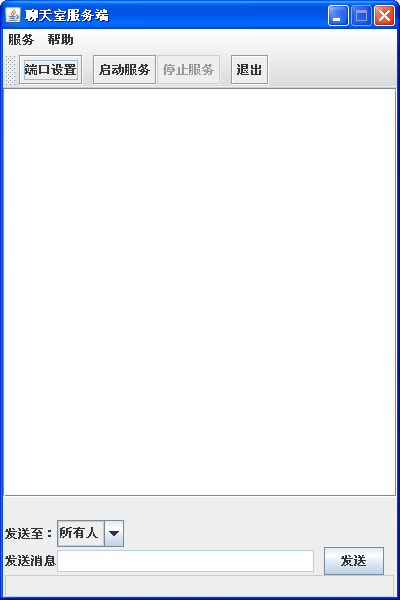 聊天室服务端
服务 帮助
端口设置 启动服务 停止服务 退出
发送至： 所有人
发送消息 发送